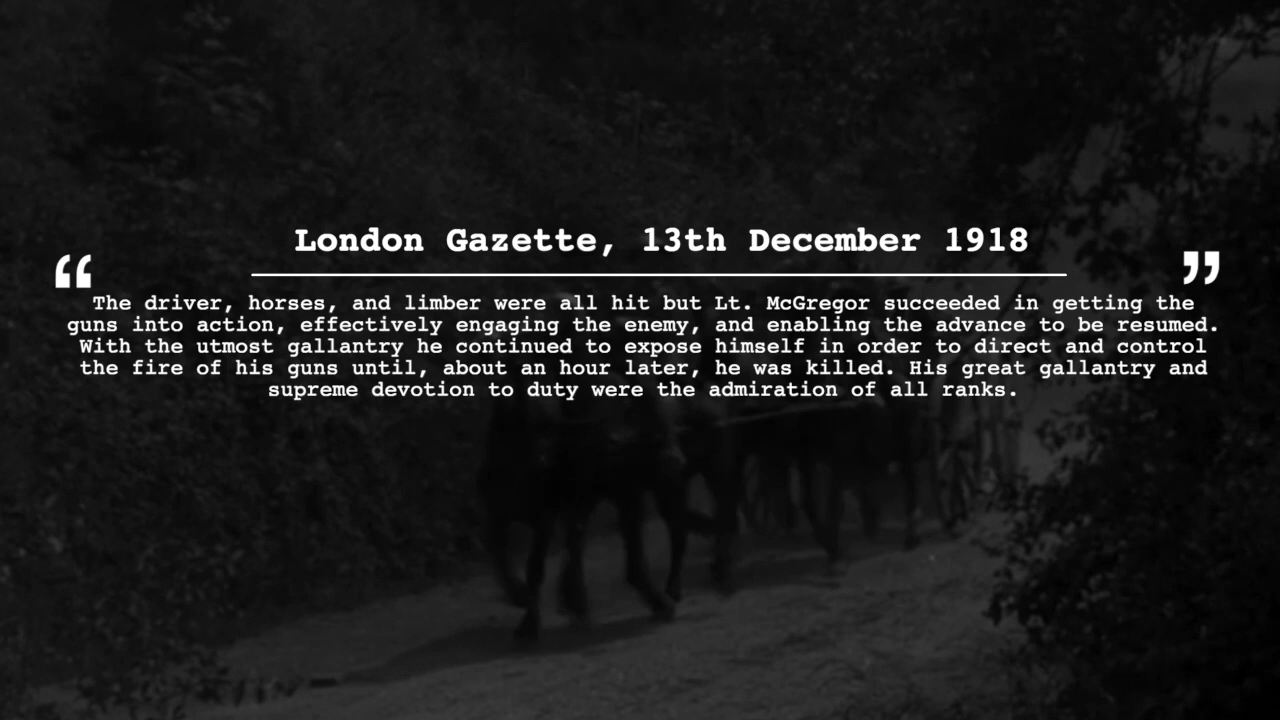 London Gazette, 13th December 1918
“ ”
The driver, horses, and limber were all hit but Lt. McGregor succeeded in getting the
guns into action, effectively engaging the enemy, and enabling the advance to be resumed.
With the utmost gallantry he continued to expose himself in order to direct and control
the fire of his guns until, about an hour later, he was killed. His great gallantry and
supreme devotion to duty were the admiration of all ranks.